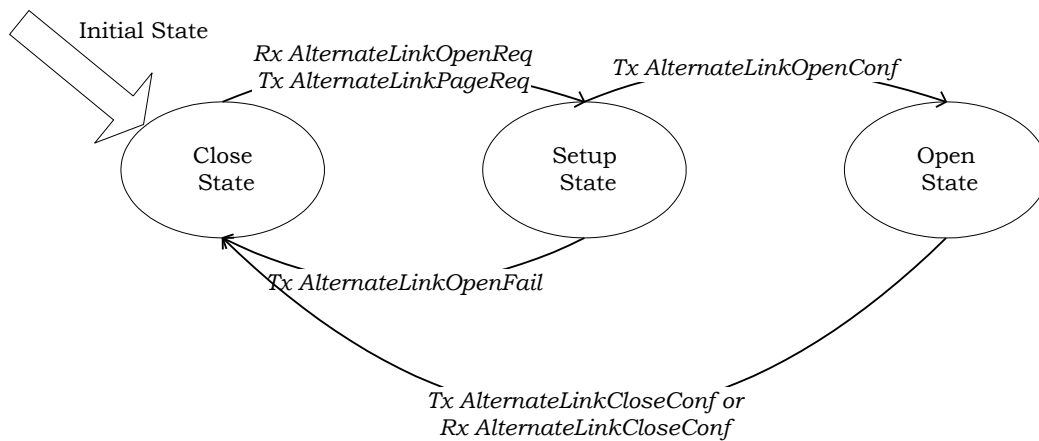 Initial State
Rx AlternateLinkOpenReq
Tx AlternateLinkPageReq
Tx AlternateLinkOpenConf
Close
State
Setup
State
Open
State
Tx AlternateLinkOpenFail
Tx AlternateLinkCloseConf or
Rx AlternateLinkCloseConf